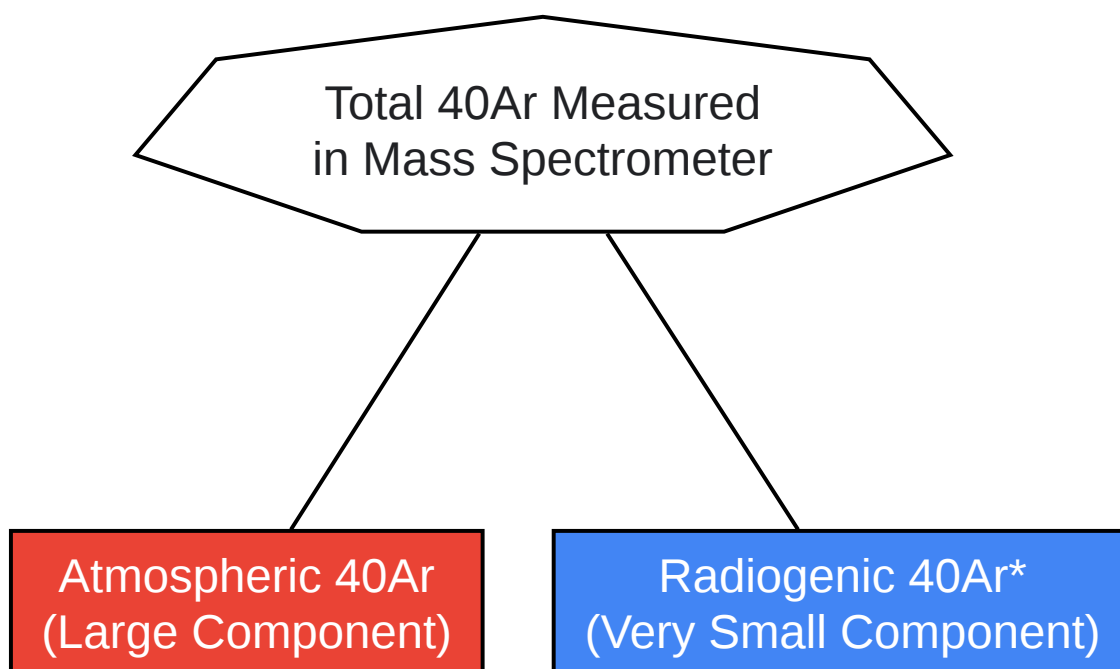 Total 40Ar Measured
in Mass Spectrometer
Atmospheric 40Ar
(Large Component)
Radiogenic 40Ar*
(Very Small Component)